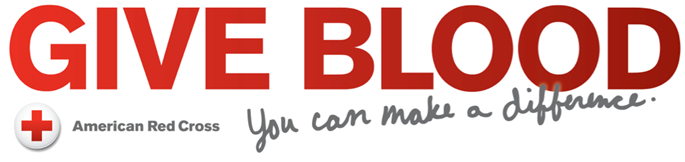 GIVE BLOOD
American Red Cross
You can make a difference.